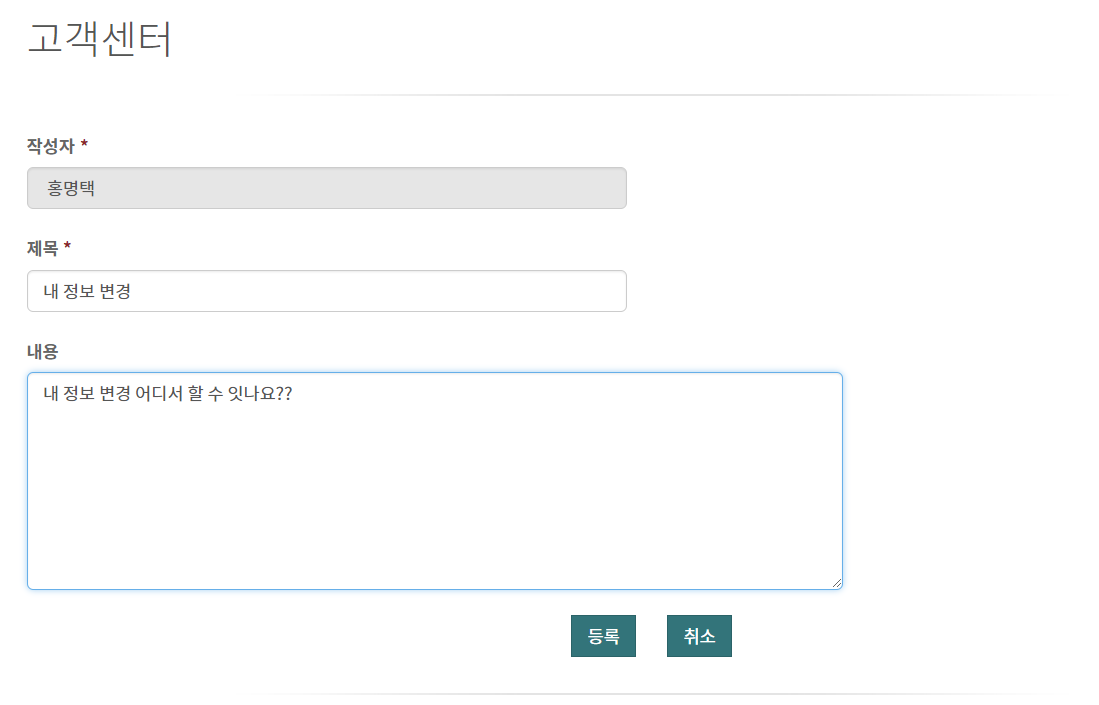 고객센터
작성자 *
홍명택
제목 *
내 정보 변경
내용
내 정보 변경 어디서 할 수 잇나요??
등록 취소